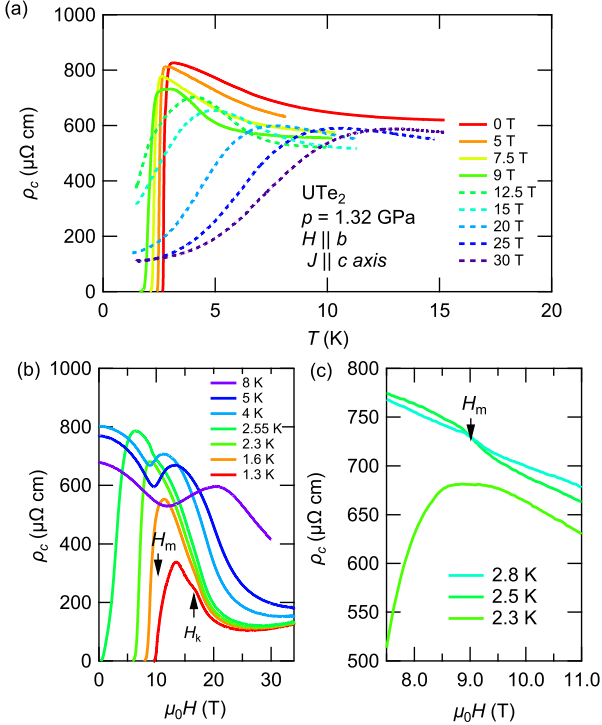 (a)
1000
800
600
400
200
0
ρc (μΩ cm)
0
5
10
15
20
T (K)
UTe2
p = 1.32 GPa
H || b
J || c axis
0 T
5 T
7.5 T
9 T
12.5 T
15 T
20 T
25 T
30 T
(b)
1000
800
600
400
200
0
ρc (μΩ cm)
0
10
20
30
μ0H (T)
8 K
5 K
4 K
2.55 K
2.3 K
1.6 K
1.3 K
Hm
Hk
(c)
800
750
700
650
600
550
500
ρc (μΩ cm)
8.0
9.0
10.0
11.0
μ0H (T)
Hm
2.8 K
2.5 K
2.3 K